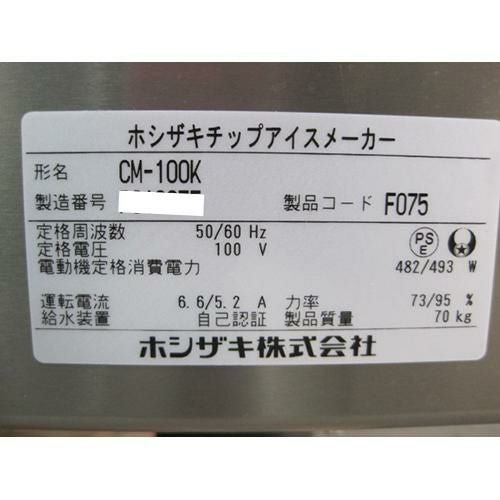 ホシザキチップアイスメーカー
形名 CM-100K
製造番号 製品コード F075
定格周波数 50/60 Hz
定格電圧 100 V
電動機定格消費電力 482/493 W
PS
E
運転電流 6.6/5.2 A 力率 73/95 %
給水装置 自己認証 製品質量 70 kg
ホシザキ株式会社